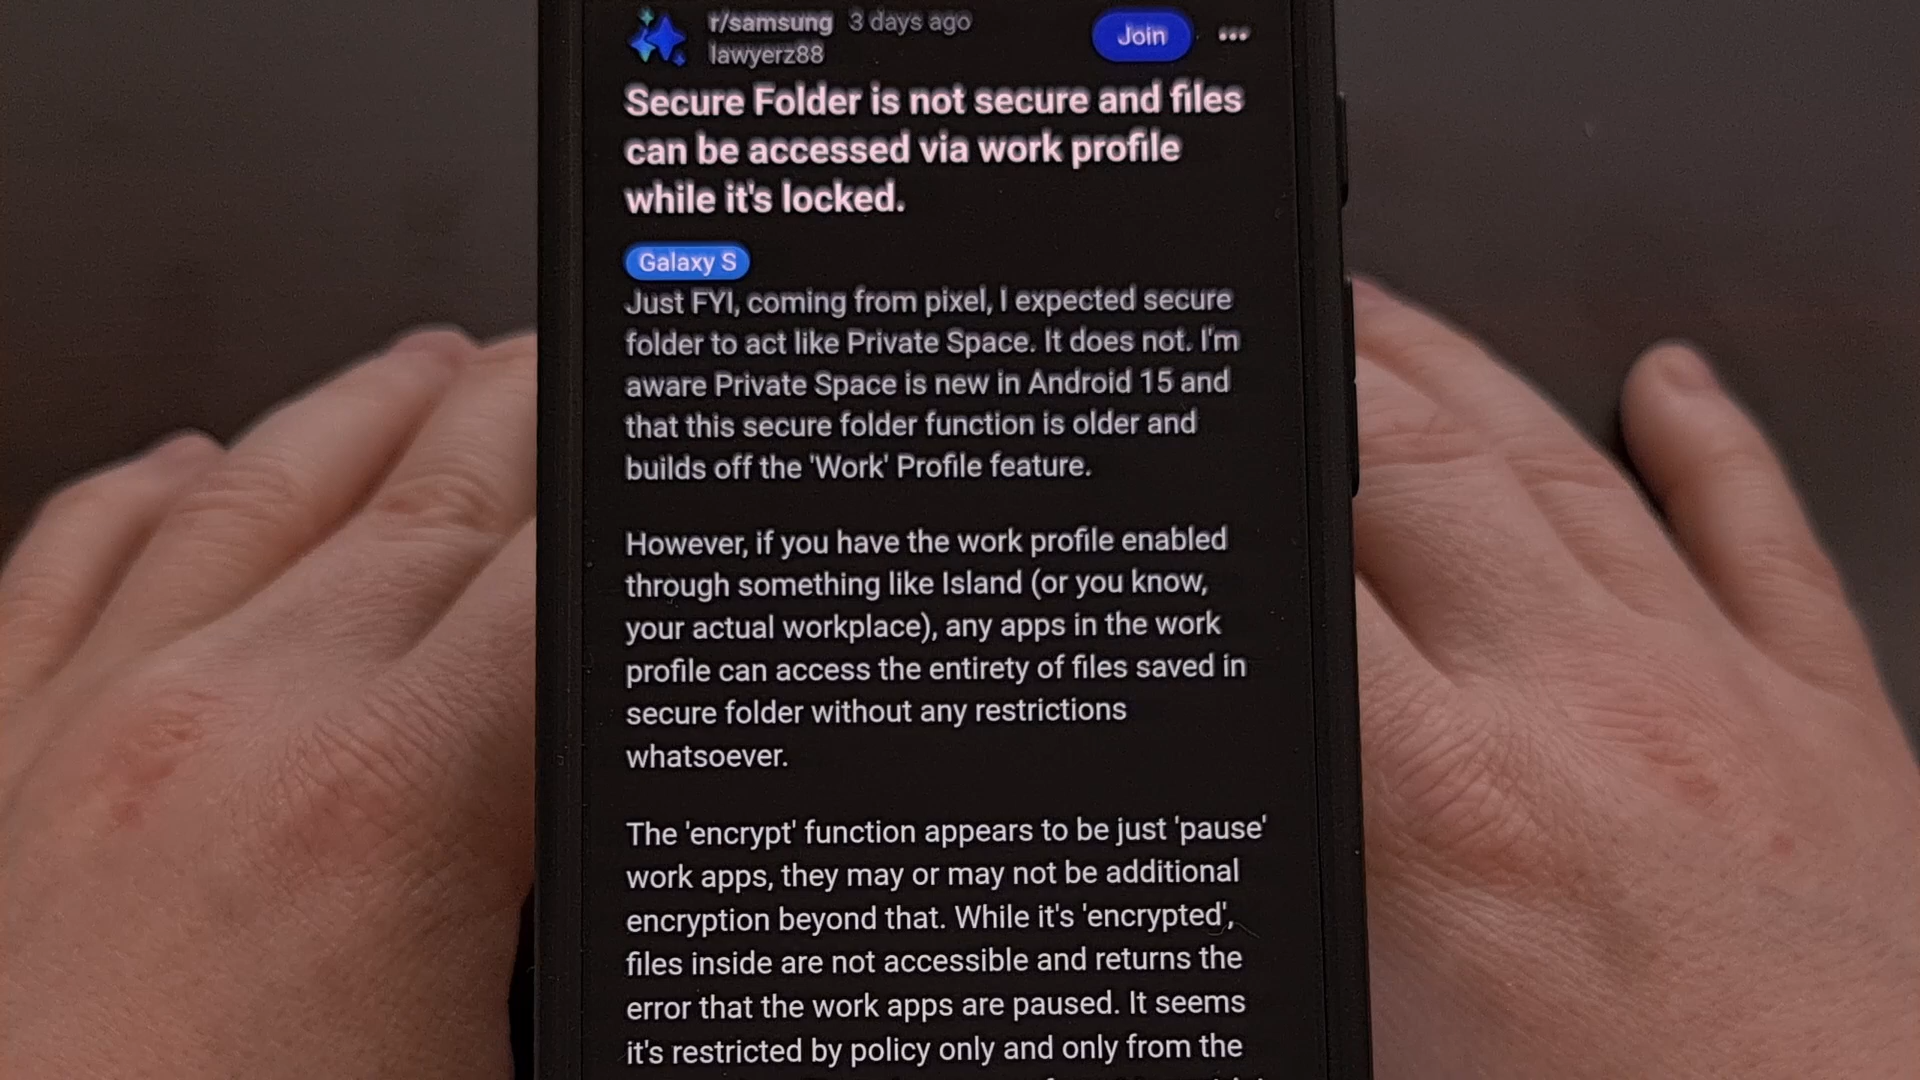 r/samsung 3 days ago
Join
lawyerz88
Secure Folder is not secure and files
can be accessed via work profile
while it's locked.
Galaxy S
Just FYI, coming from pixel, I expected secure
folder to act like Private Space. It does not. I'm
aware Private Space is new in Android 15 and
that this secure folder function is older and
builds off the 'Work' Profile feature.
However, if you have the work profile enabled
through something like Island (or you know,
your actual workplace), any apps in the work
profile can access the entirety of files saved in
secure folder without any restrictions
whatsoever.
The 'encrypt' function appears to be just 'pause'
work apps, they may or may not be additional
encryption beyond that. While it's 'encrypted',
files inside are not accessible and returns the
error that the work apps are paused. It seems
it's restricted by policy only and only from the